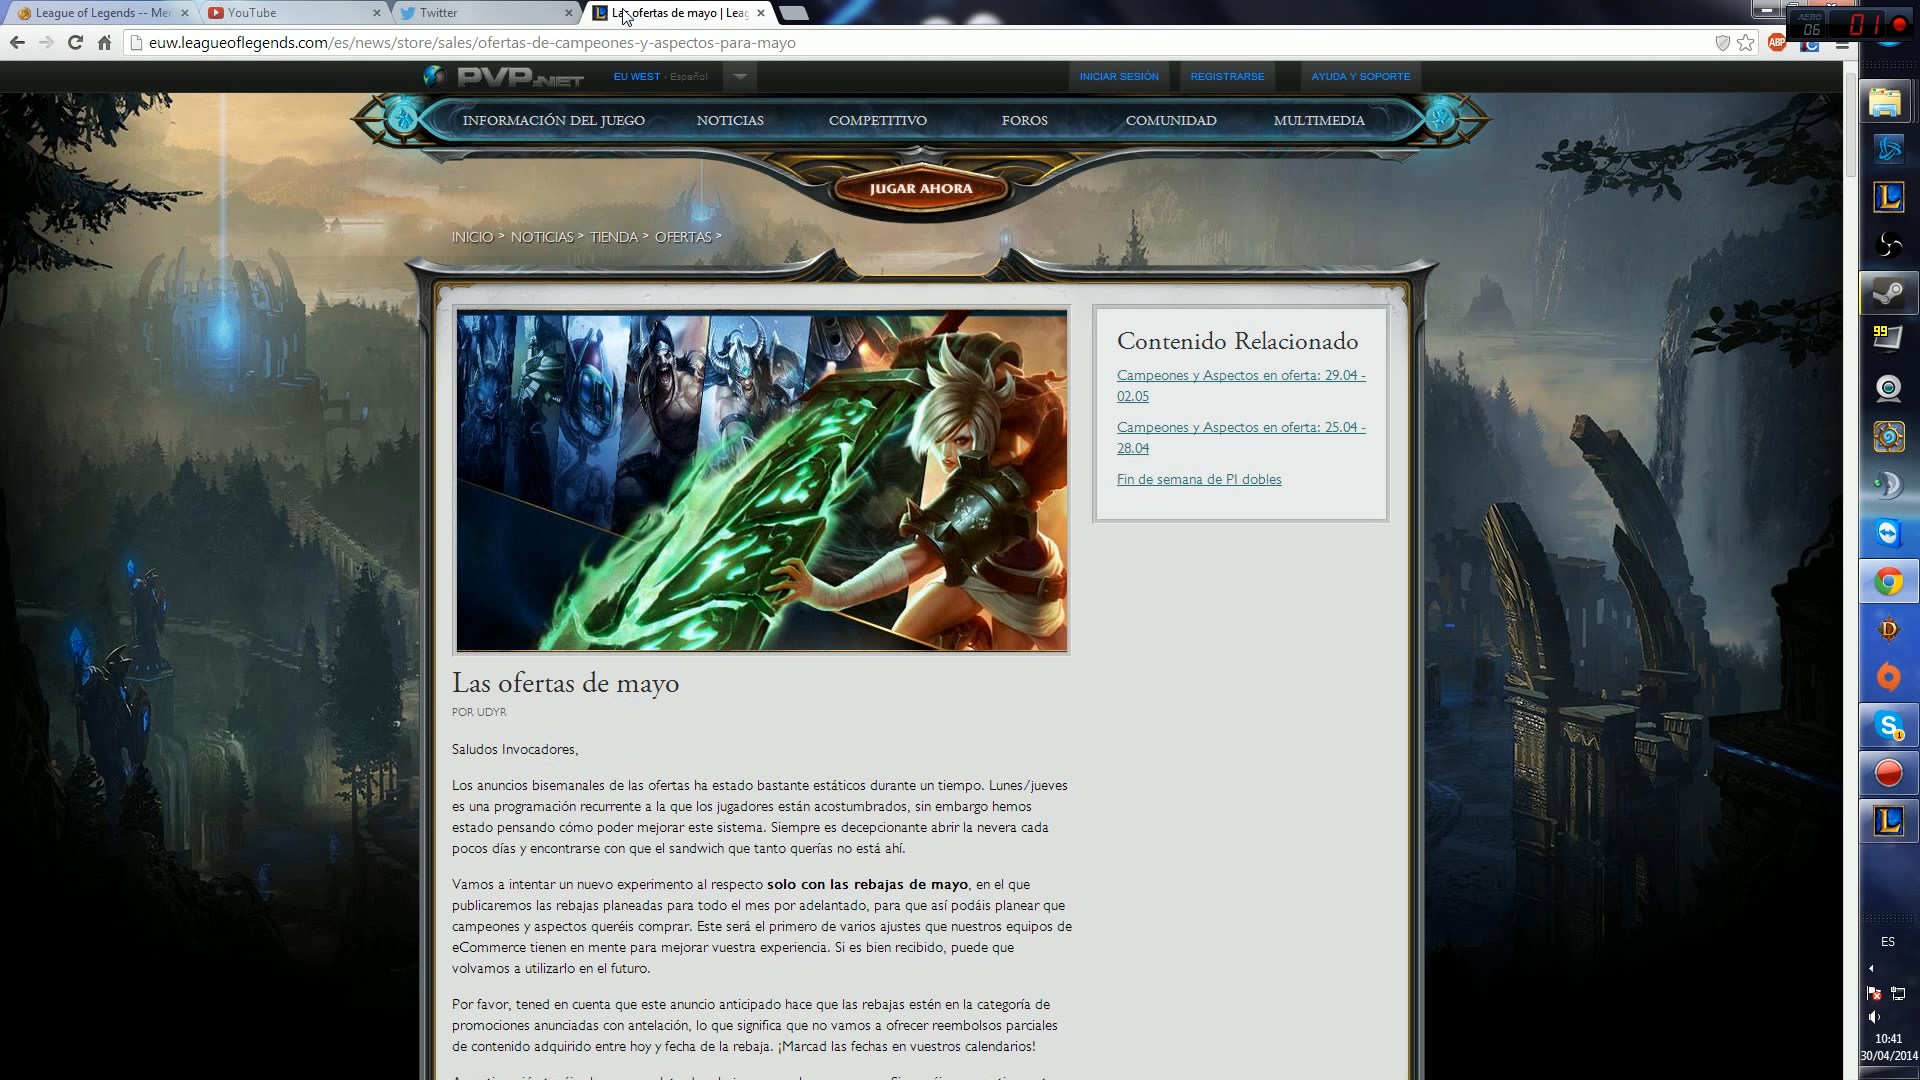 League of Legends -- Mer
YouTube
Twitter
Las ofertas de mayo | Leag
euw.leagueoflegends.com/es/news/store/sales/ofertas-de-campeones-y-aspectos-para-mayo
ABP
AERO
06
01
PVP.NET
EU WEST - Español
INICIAR SESIÓN
REGISTRARSE
AYUDA Y SOPORTE
INFORMACIÓN DEL JUEGO
NOTICIAS
COMPETITIVO
FOROS
COMUNIDAD
MULTIMEDIA
JUGAR AHORA
INICIO > NOTICIAS > TIENDA > OFERTAS >
Contenido Relacionado
Campeones y Aspectos en oferta: 29.04 -
02.05
Campeones y Aspectos en oferta: 25.04 -
28.04
Fin de semana de PI dobles
Las ofertas de mayo
POR UDYR
Saludos Invocadores,
Los anuncios bisemanales de las ofertas ha estado bastante estáticos durante un tiempo. Lunes/jueves
es una programación recurrente a la que los jugadores están acostumbrados, sin embargo hemos
estado pensando cómo poder mejorar este sistema. Siempre es decepcionante abrir la nevera cada
pocos días y encontrarse con que el sandwich que tanto querías no está ahí.
Vamos a intentar un nuevo experimento al respecto solo con las rebajas de mayo, en el que
publicaremos las rebajas planeadas para todo el mes por adelantado, para que así podáis planear que
campeones y aspectos queréis comprar. Este será el primero de varios ajustes que nuestros equipos de
eCommerce tienen en mente para mejorar vuestra experiencia. Si es bien recibido, puede que
volvamos a utilizarlo en el futuro.
Por favor, tened en cuenta que este anuncio anticipado hace que las rebajas estén en la categoría de
promociones anunciadas con antelación, lo que significa que no vamos a ofrecer reembolsos parciales
de contenido adquirido entre hoy y fecha de la rebaja. ¡Marcad las fechas en vuestros calendarios!
99
ES
10:41
30/04/2014